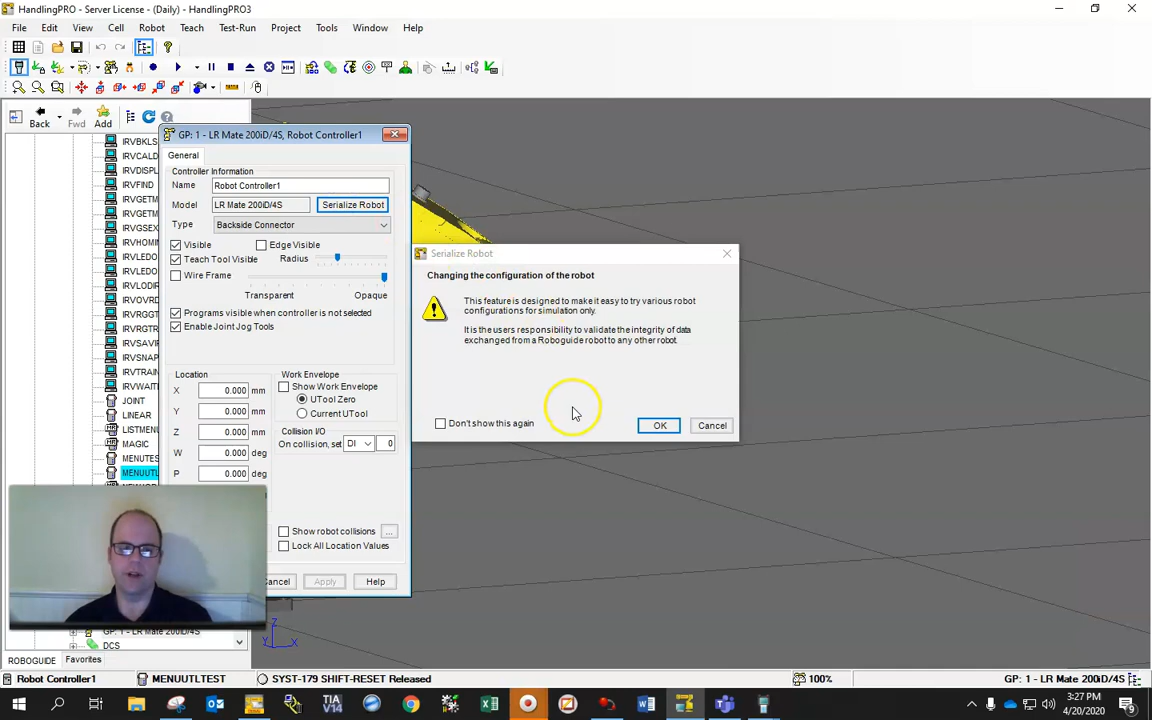 HandlingPRO - Server License - (Daily) - HandlingPRO3
File Edit View Cell Robot Teach Test-Run Project Tools Window Help
Back Fwd Add
IRVBKLS
IRVCALD
IRVDISPL
IRVFIND
IRVGETM
IRVGETM
IRVGSEX
IRVHOMI
IRVLEDO
IRVLEDO
IRVLODIR
IRVOVRD
IRVRGGT
IRVRGTR
IRVSAVIF
IRVSNAP
IRVTRAIN
IRVWAIT
JOINT
LINEAR
LISTMENU
MAGIC
MENUTES
MENUUTL
GP: 1 - LR Mate 200iD/4S
DCS
ROBOGUIDE Favorites
GP: 1 - LR Mate 200iD/4S, Robot Controller1
General
Controller Information
Name Robot Controller1
Model LR Mate 200iD/4S Serialize Robot
Type Backside Connector
Visible Edge Visible
Teach Tool Visible Radius
Wire Frame
Transparent Opaque
Programs visible when controller is not selected
Enable Joint Jog Tools
Location
X 0.000 mm
Y 0.000 mm
Z 0.000 mm
W 0.000 deg
P 0.000 deg
Work Envelope
Show Work Envelope
UTool Zero
Current UTool
Collision I/O
On collision, set DI 0
Show robot collisions ...
Lock All Location Values
Cancel Apply Help
Serialize Robot
Changing the configuration of the robot
This feature is designed to make it easy to try various robot
configurations for simulation only.
It is the users responsibility to validate the integrity of data
exchanged from a Roboguide robot to any other robot.
Don't show this again OK Cancel
Z
Y X
Robot Controller1 MENUUTLTEST SYST-179 SHIFT-RESET Released 100% GP: 1 - LR Mate 200iD/4S
TIA
V14
3:27 PM
4/20/2020
9